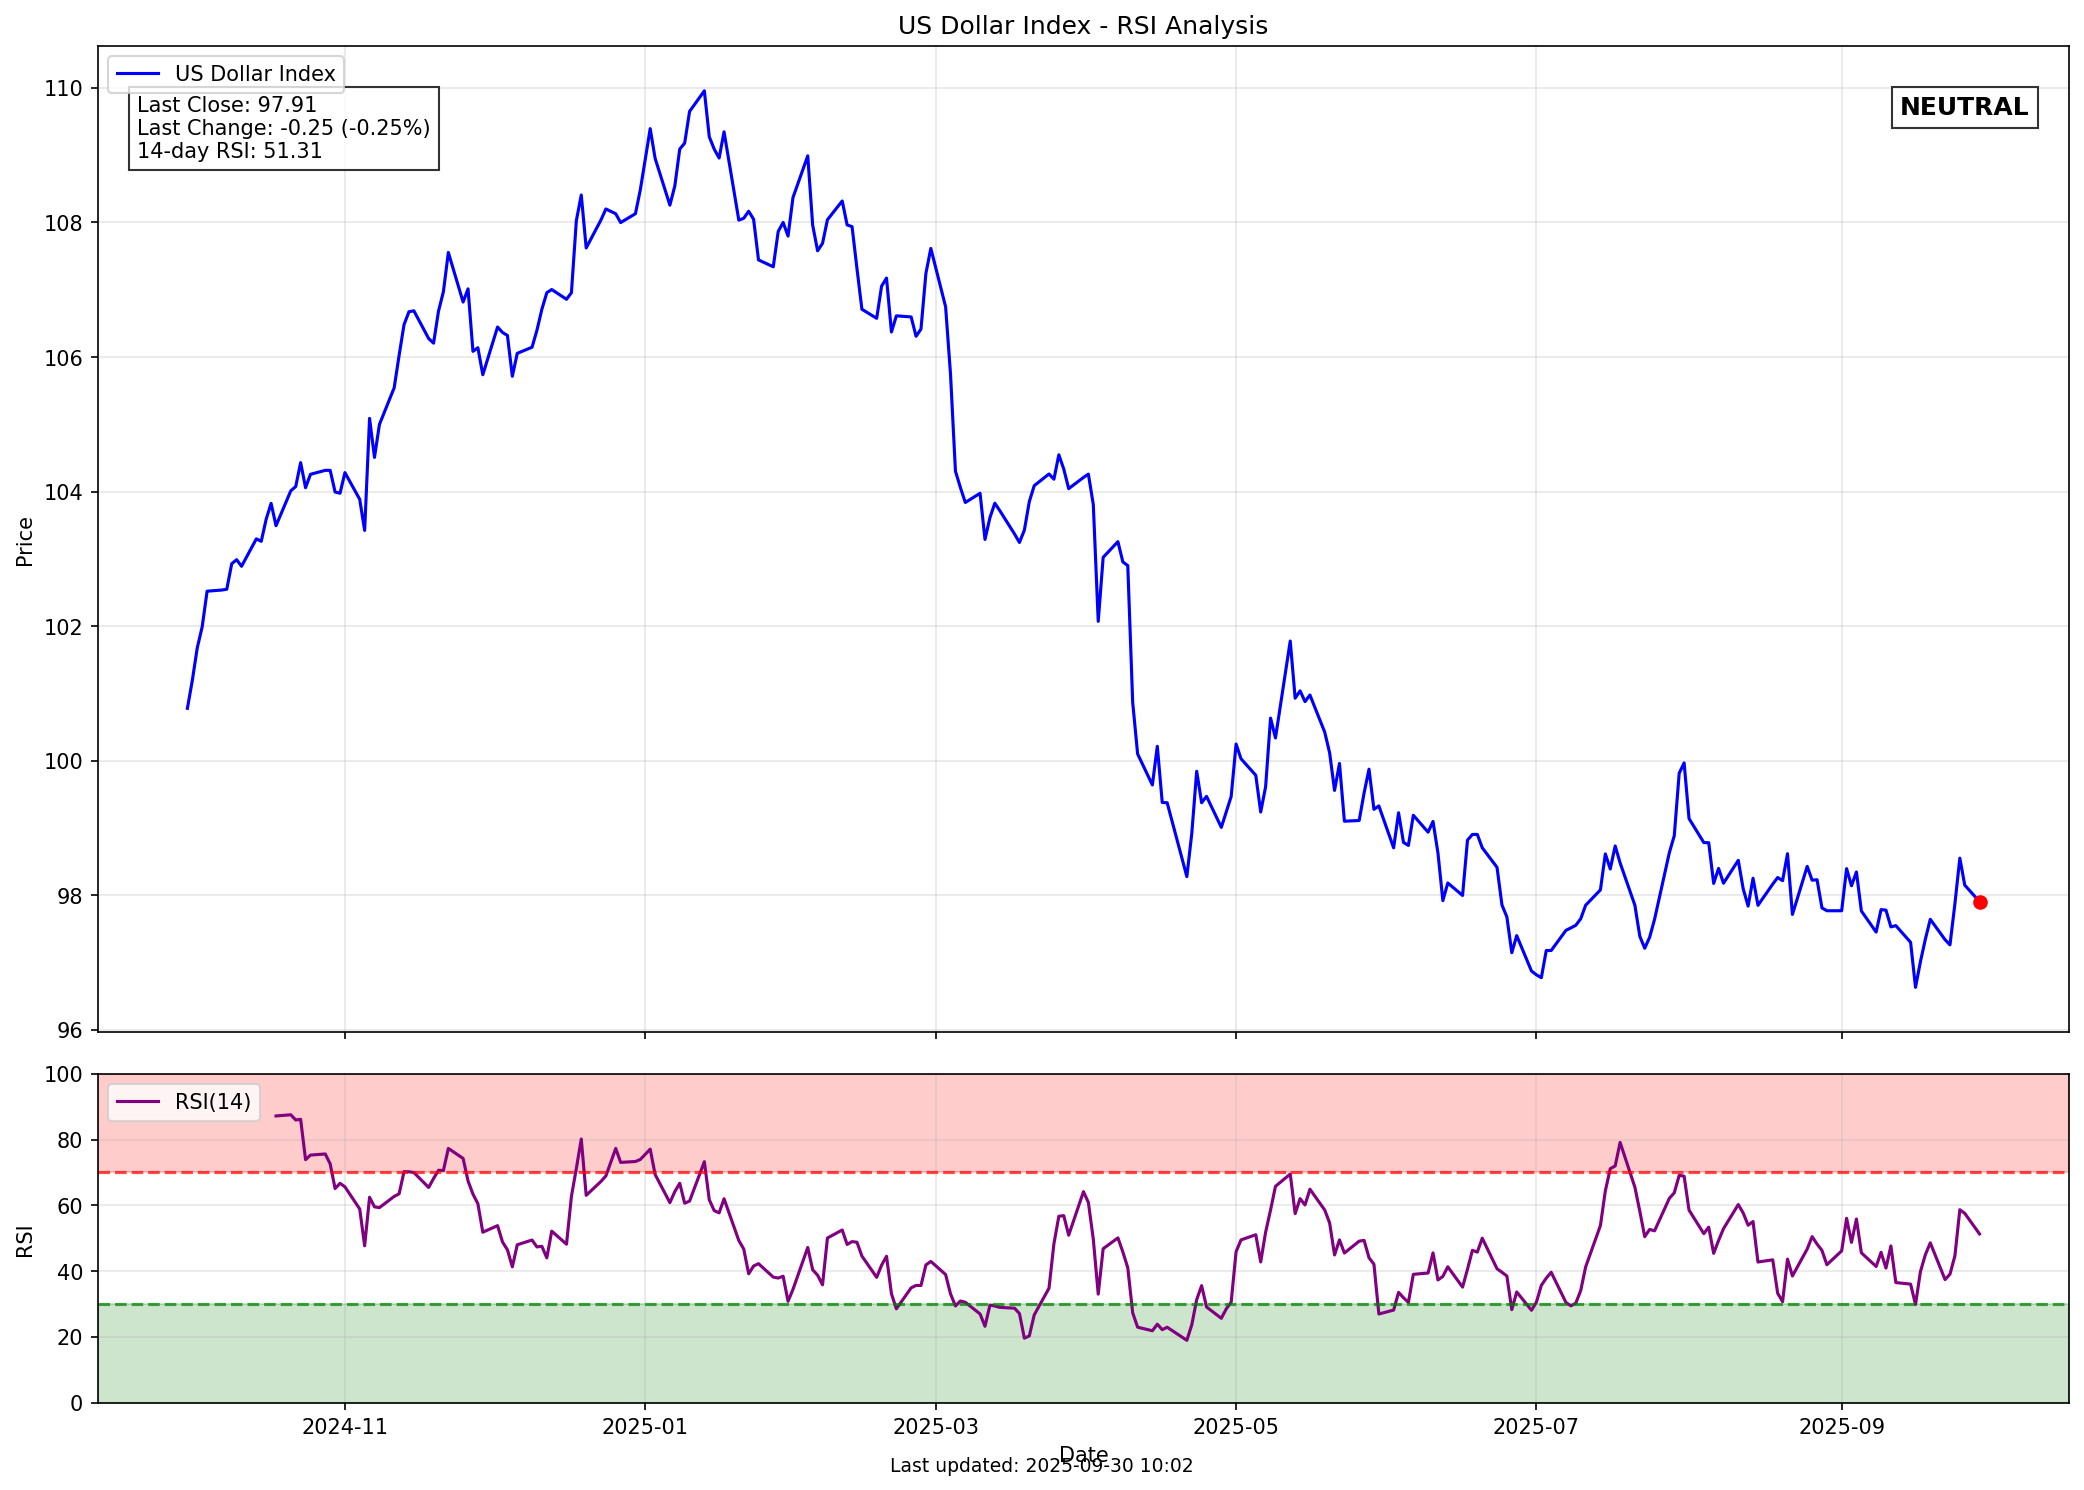 US Dollar Index - RSI Analysis
US Dollar Index
Last Close: 97.91
Last Change: -0.25 (-0.25%)
14-day RSI: 51.31
NEUTRAL
Price
110
108
106
104
102
100
98
96
RSI(14)
RSI
100
80
60
40
20
0
2024-11
2025-01
2025-03
2025-05
2025-07
2025-09
Date
Last updated: 2025-09-30 10:02